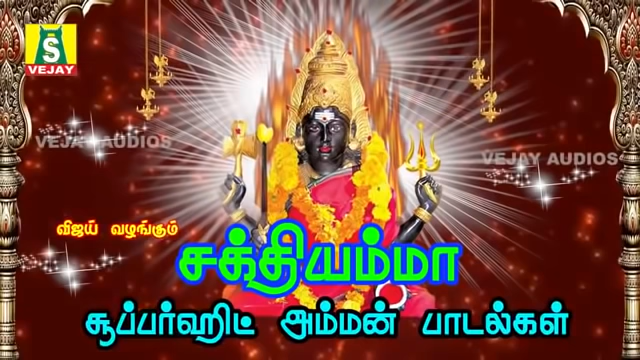 S
VEJAY
VEJAY AUDIOS
VEJAY AUDIOS
விஜய் வழங்கும்
சக்தியம்மா
சூப்பர்ஹிட் அம்மன் பாடல்கள்